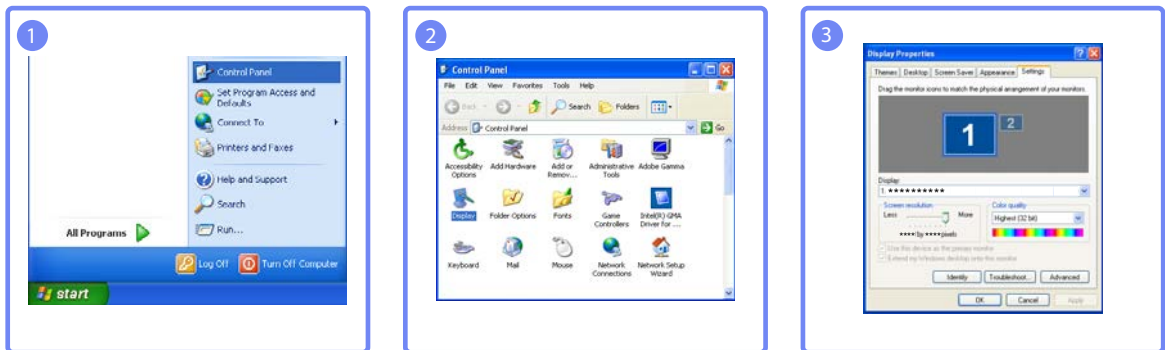 1
Control Panel
Set Program Access and
Defaults
Connect To
Printers and Faxes
Help and Support
Search
Run...
All Programs
Log Off
Turn Off Computer
start
2
Control Panel
File Edit View Favorites Tools Help
Back Search Folders
Address Control Panel Go
Accessibility Options
Add Hardware
Add or Remov...
Administrative Tools
Adobe Gamma
Display
Folder Options
Fonts
Game Controllers
Intel(R) GMA Driver for ...
Keyboard
Mail
Mouse
Network Connections
Network Setup Wizard
3
Display Properties
Themes Desktop Screen Saver Appearance Settings
Drag the monitor icons to match the physical arrangement of your monitors.
1 2
Display:
1. **********
Screen resolution
Less More
**** by **** pixels
Color quality
Highest (32 bit)
Use this device as the primary monitor.
Extend my Windows desktop onto this monitor.
Identify Troubleshoot... Advanced
OK Cancel Apply